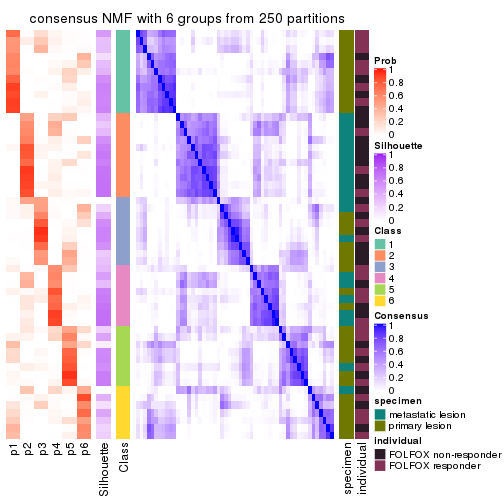 consensus NMF with 6 groups from 250 partitions
Prob
1
0.8
0.6
0.4
0.2
0
Silhouette
1
0.8
0.6
0.4
0.2
0
Class
1
2
3
4
5
6
Consensus
1
0.8
0.6
0.4
0.2
0
specimen
metastatic lesion
primary lesion
individual
FOLFOX non-responder
FOLFOX responder
p1
p2
p3
p4
p5
p6
Silhouette
Class
specimen
individual